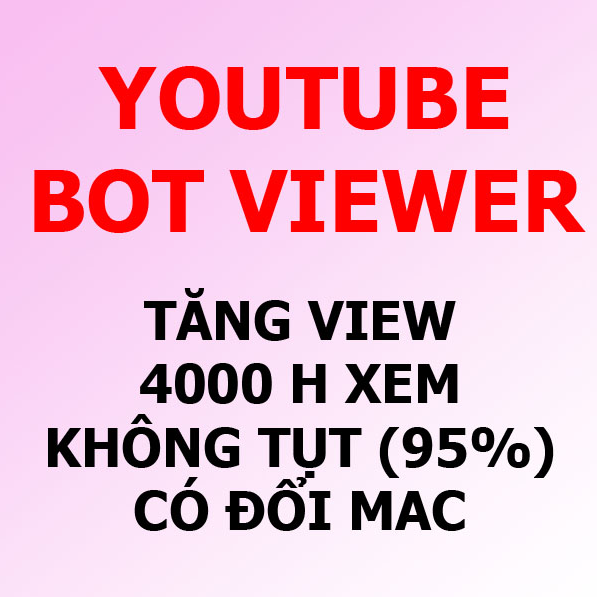 YOUTUBE
BOT VIEWER
TĂNG VIEW
4000 H XEM
KHÔNG TỤT (95%)
CÓ ĐỔI MAC